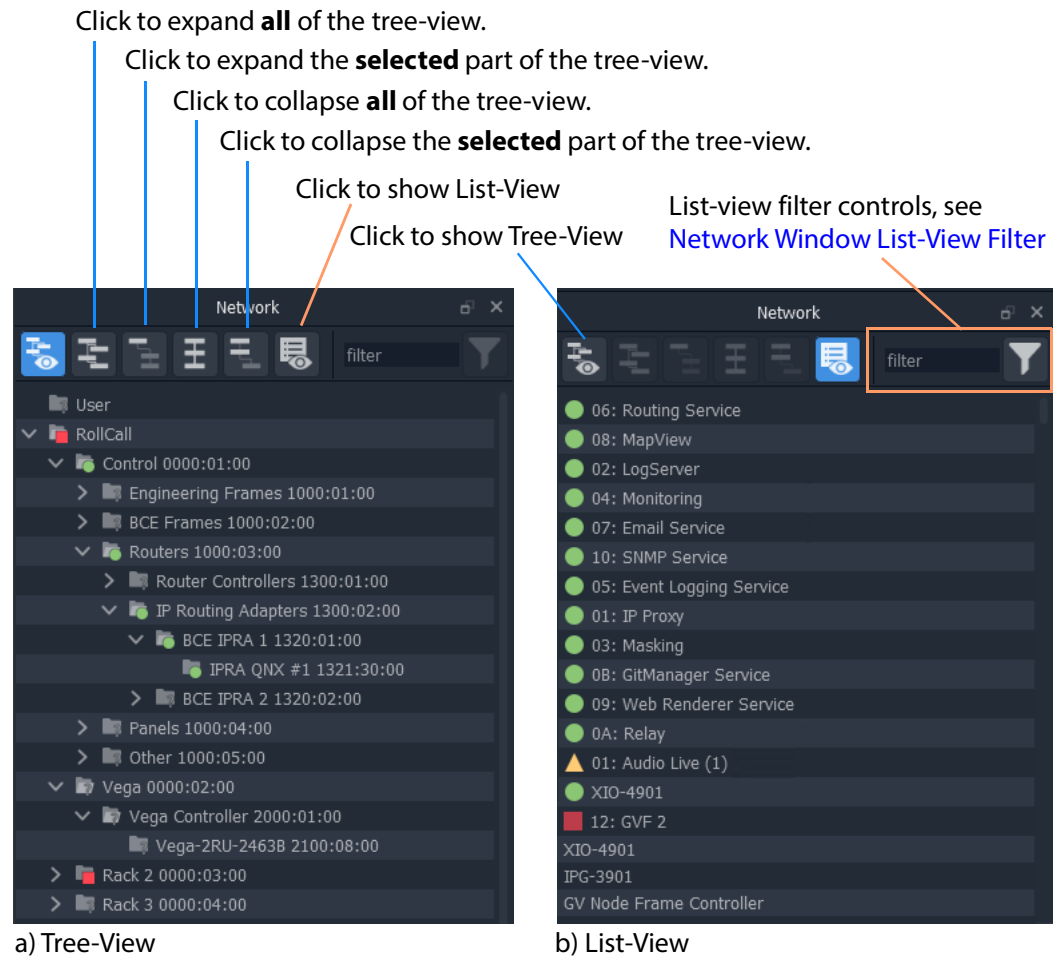 Click to expand all of the tree-view.
Click to expand the selected part of the tree-view.
Click to collapse all of the tree-view.
Click to collapse the selected part of the tree-view.
Click to show List-View
Click to show Tree-View
List-view filter controls, see
Network Window List-View Filter
Network
filter
User
RollCall
Control 0000:01:00
Engineering Frames 1000:01:00
BCE Frames 1000:02:00
Routers 1000:03:00
Router Controllers 1300:01:00
IP Routing Adapters 1300:02:00
BCE IPRA 1 1320:01:00
IPRA QNX #1 1321:30:00
BCE IPRA 2 1320:02:00
Panels 1000:04:00
Other 1000:05:00
Vega 0000:02:00
Vega Controller 2000:01:00
Vega-2RU-2463B 2100:08:00
Rack 2 0000:03:00
Rack 3 0000:04:00
a) Tree-View
Network
filter
06: Routing Service
08: MapView
02: LogServer
04: Monitoring
07: Email Service
10: SNMP Service
05: Event Logging Service
01: IP Proxy
03: Masking
0B: GitManager Service
09: Web Renderer Service
0A: Relay
01: Audio Live (1)
XIO-4901
12: GVF 2
XIO-4901
IPG-3901
GV Node Frame Controller
b) List-View